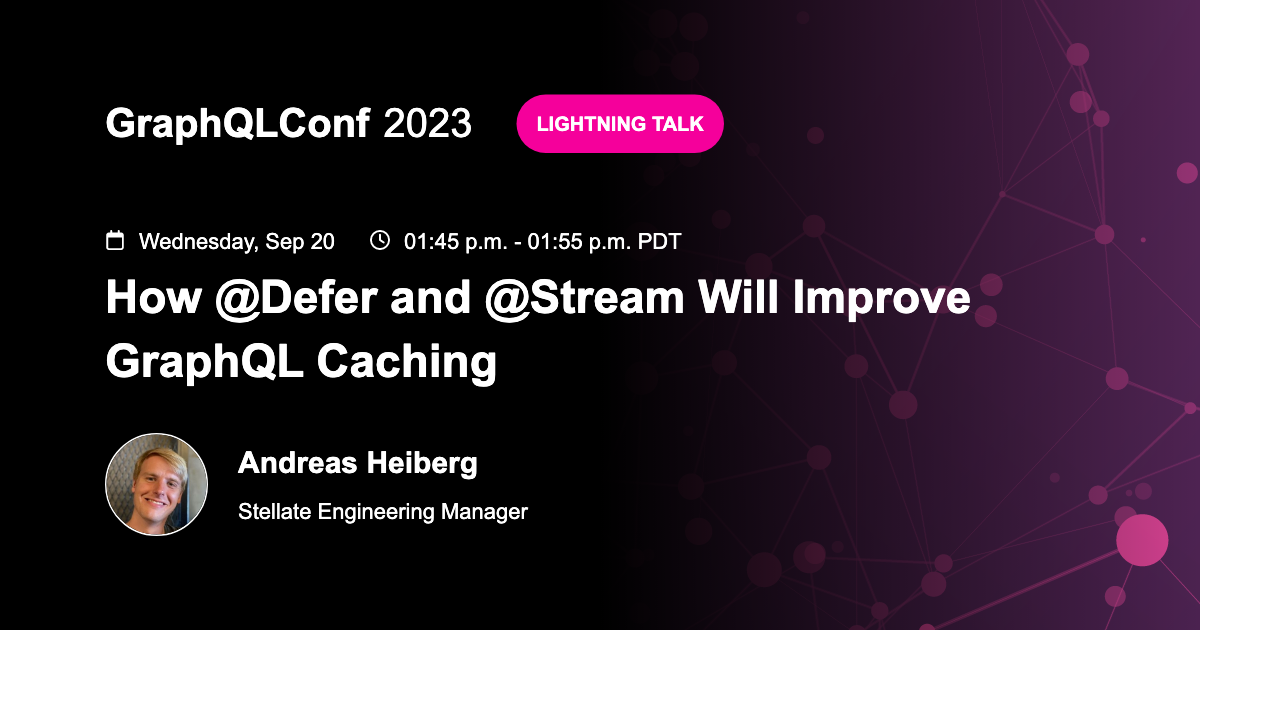 GraphQLConf 2023
LIGHTNING TALK
Wednesday, Sep 20
01:45 p.m. - 01:55 p.m. PDT
How @Defer and @Stream Will Improve
GraphQL Caching
Andreas Heiberg
Stellate Engineering Manager